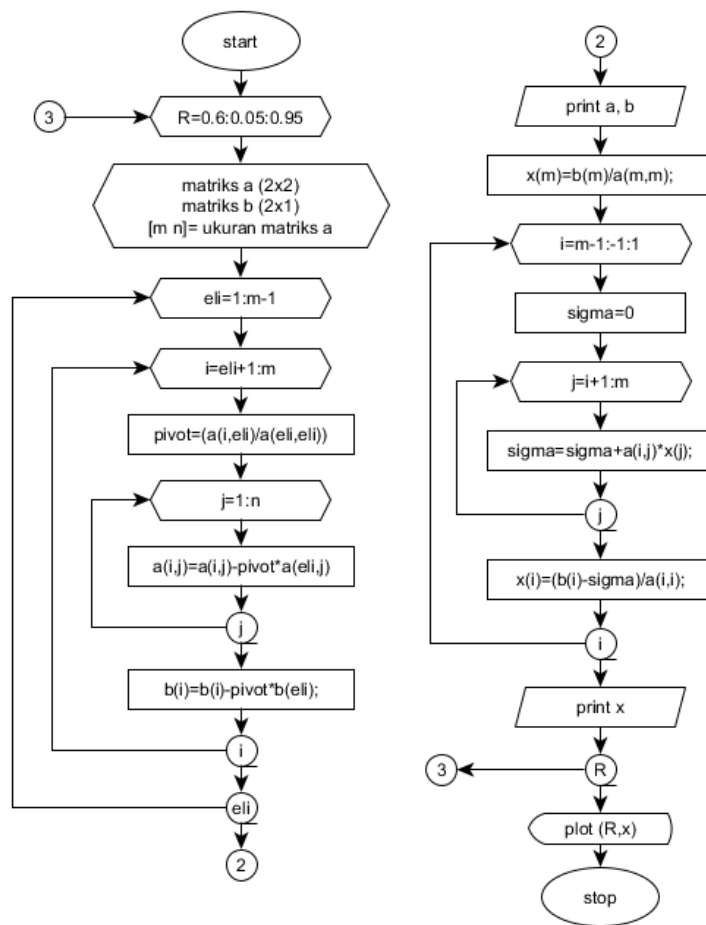 start
3
R=0.6:0.05:0.95
matriks a (2x2)
matriks b (2x1)
[m n]= ukuran matriks a
eli=1:m-1
i=eli+1:m
pivot=(a(i,eli)/a(eli,eli))
j=1:n
a(i,j)=a(i,j)-pivot*a(eli,j)
j
b(i)=b(i)-pivot*b(eli);
i
eli
2
2
print a, b
x(m)=b(m)/a(m,m);
i=m-1:-1:1
sigma=0
j=i+1:m
sigma=sigma+a(i,j)*x(j);
j
x(i)=(b(i)-sigma)/a(i,i);
i
print x
3
R
plot (R,x)
stop